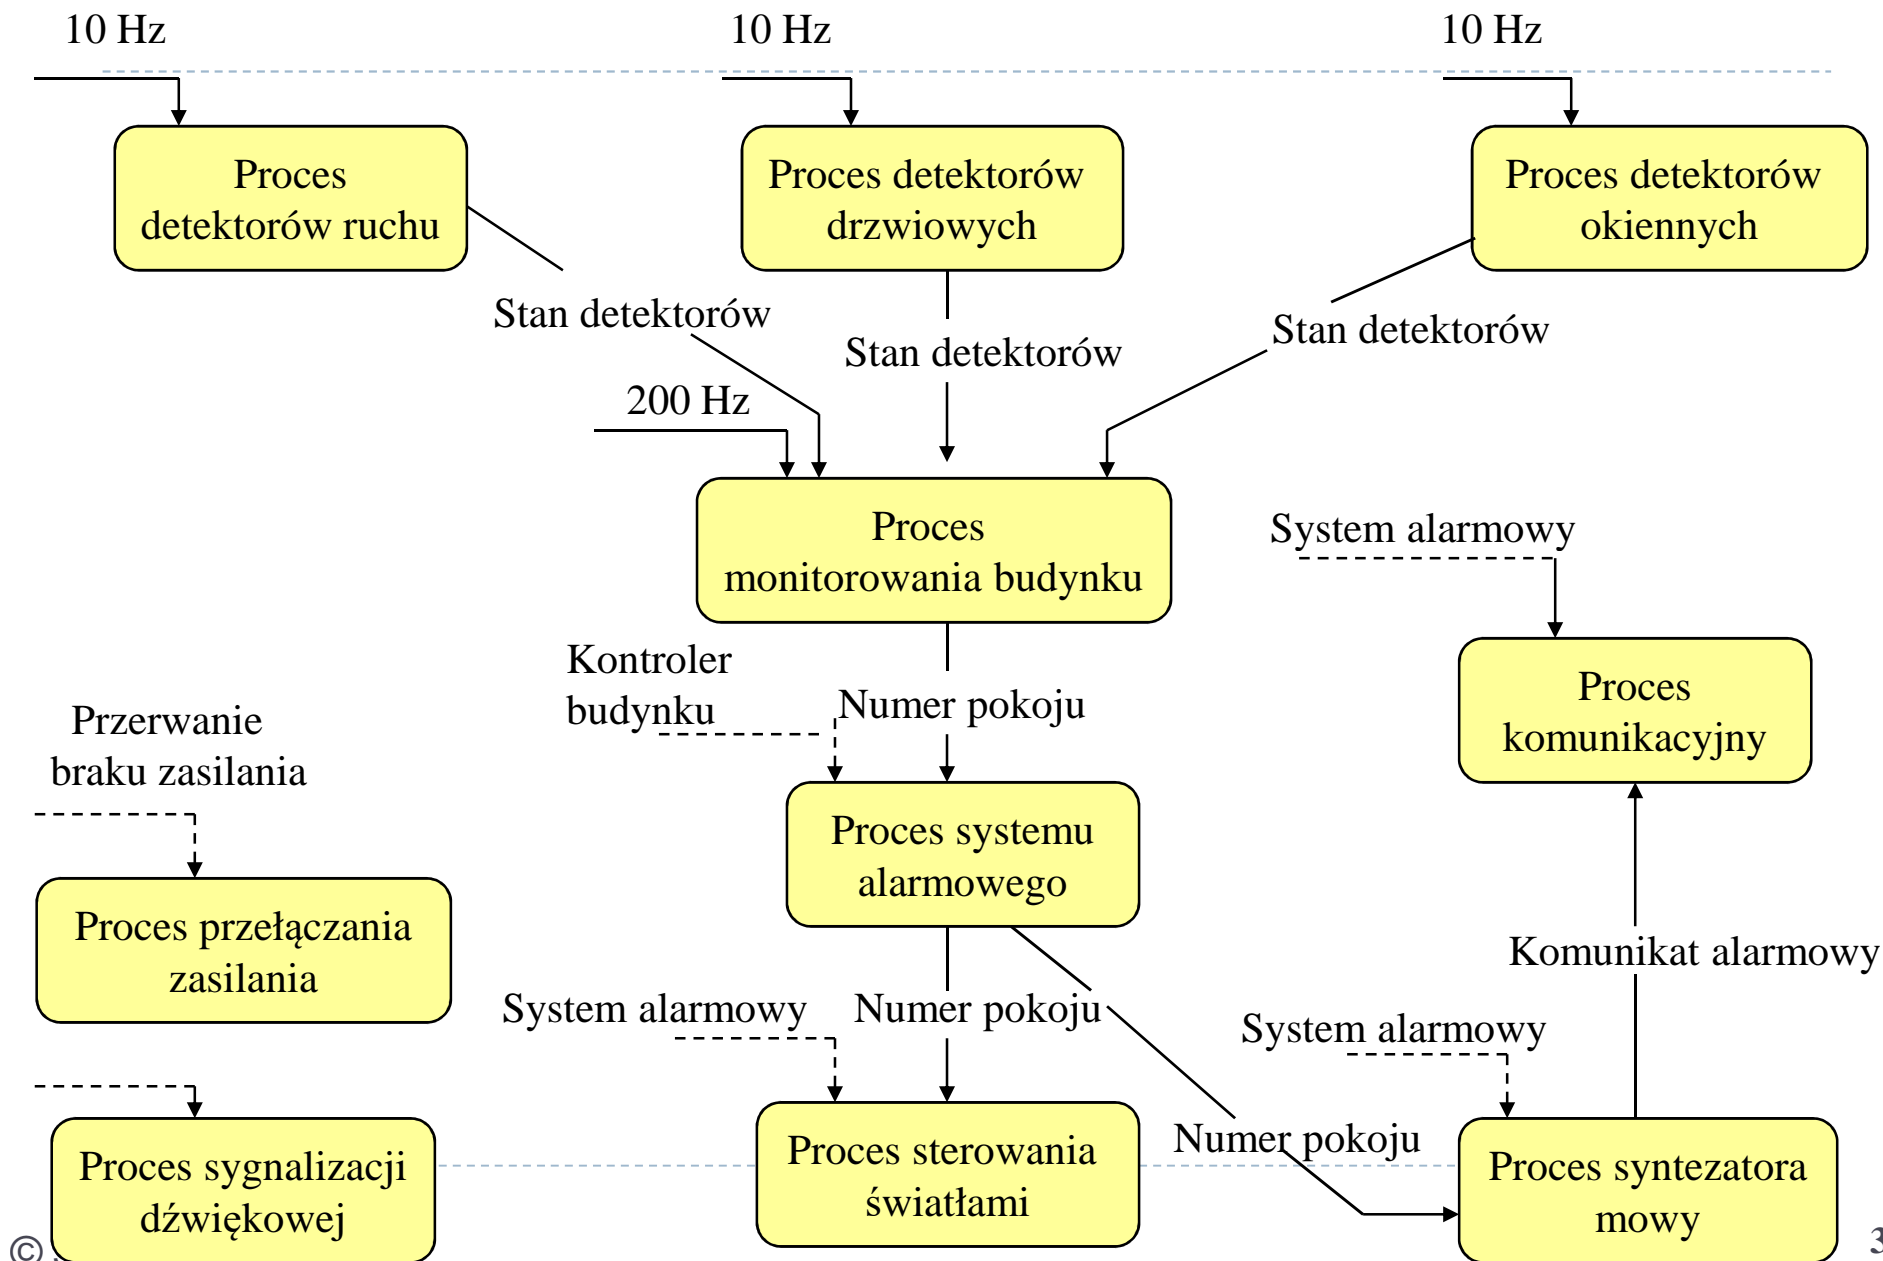 10 Hz
10 Hz
10 Hz
Proces
detektorów ruchu
Proces detektorów
drzwiowych
Proces detektorów
okiennych
Stan detektorów
Stan detektorów
Stan detektorów
200 Hz
Proces
monitorowania budynku
System alarmowy
Kontroler
budynku
Numer pokoju
Proces
komunikacyjny
Przerwanie
braku zasilania
Proces systemu
alarmowego
Proces przełączania
zasilania
Komunikat alarmowy
System alarmowy
Numer pokoju
System alarmowy
Numer pokoju
Proces sygnalizacji
dźwiękowej
Proces sterowania
światłami
Proces syntezatora
mowy
©
3